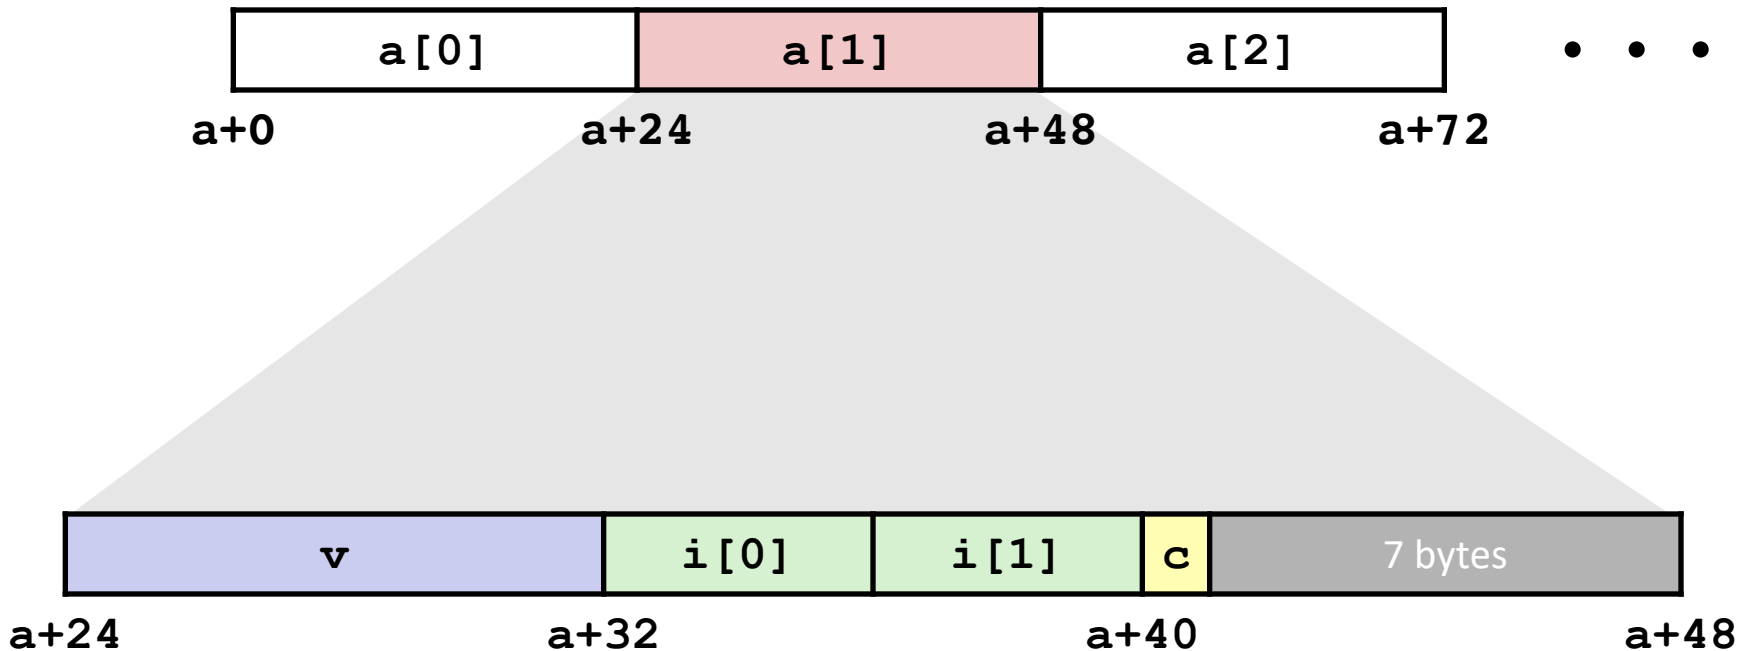 a[0] a[1] a[2] • • •
a+0 a+24 a+48 a+72
v i[0] i[1] c 7 bytes
a+24 a+32 a+40 a+48